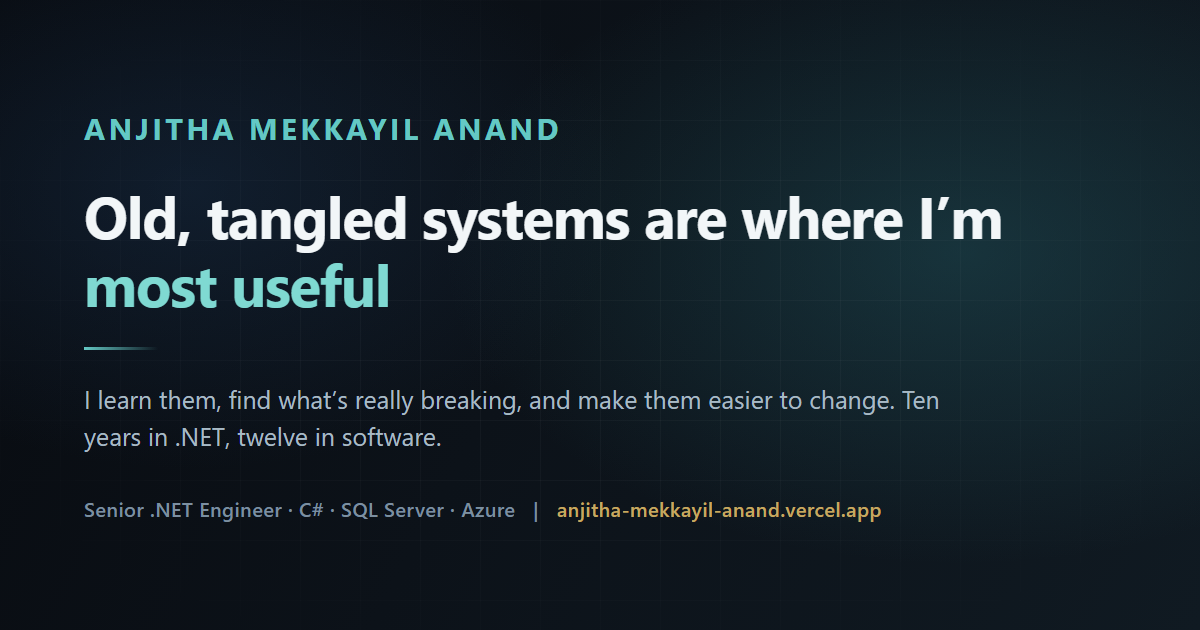 ANJITHA MEKKAYIL ANAND
Old, tangled systems are where I’m
most useful
I learn them, find what’s really breaking, and make them easier to change. Ten
years in .NET, twelve in software.
Senior .NET Engineer · C# · SQL Server · Azure | anjitha-mekkayil-anand.vercel.app